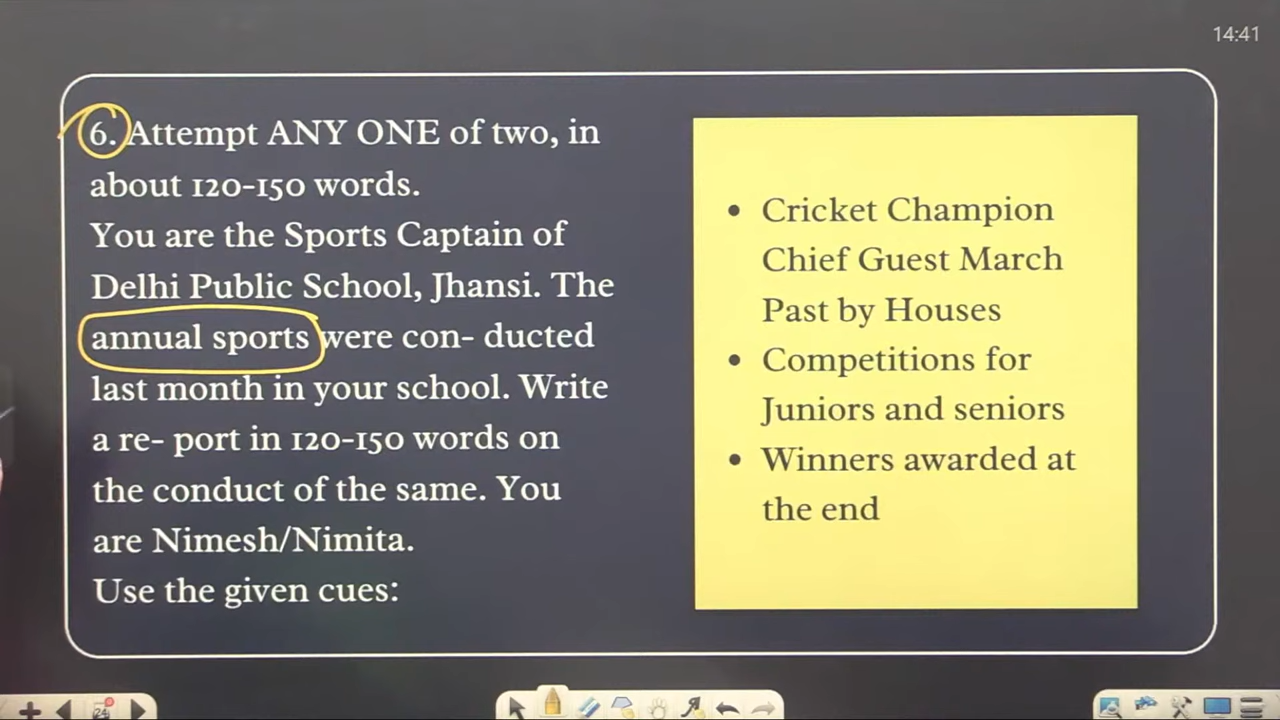 14:41
6. Attempt ANY ONE of two, in
about 120-150 words.
You are the Sports Captain of
Delhi Public School, Jhansi. The
annual sports were con- ducted
last month in your school. Write
a re- port in 120-150 words on
the conduct of the same. You
are Nimesh/Nimita.
Use the given cues:
• Cricket Champion
Chief Guest March
Past by Houses
• Competitions for
Juniors and seniors
• Winners awarded at
the end